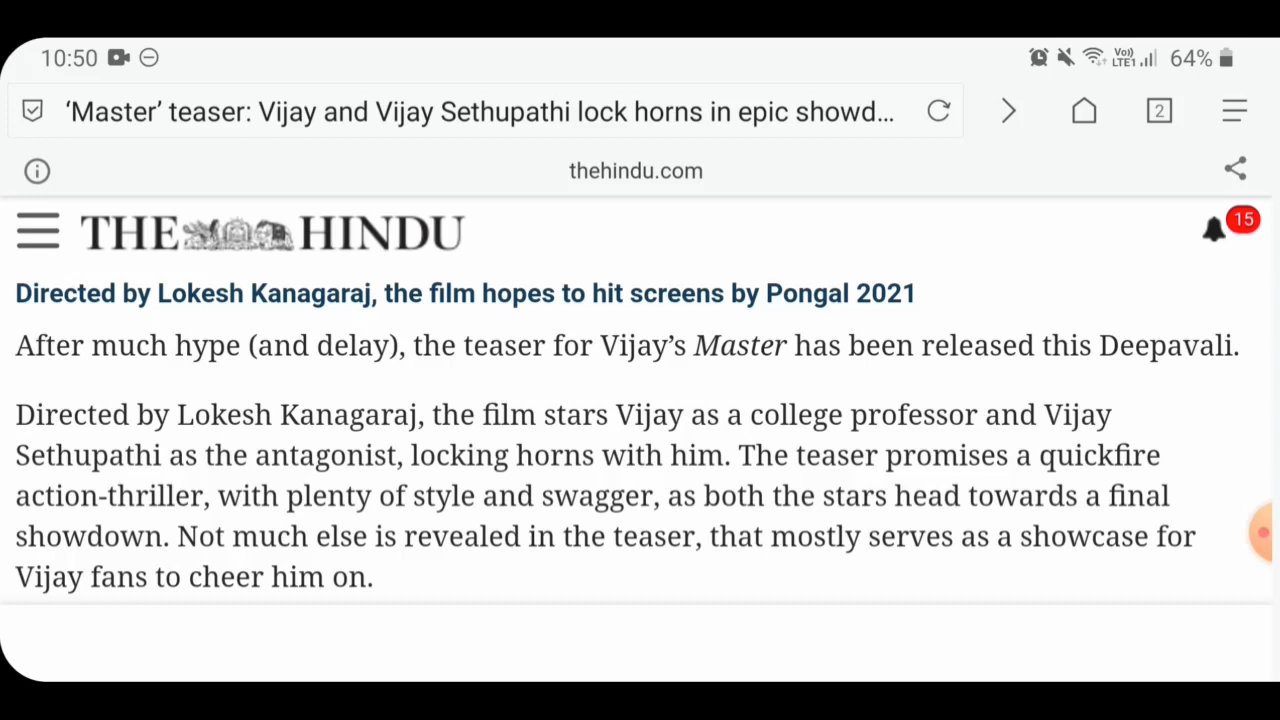 10:50
Vo)) LTE1 64%
‘Master’ teaser: Vijay and Vijay Sethupathi lock horns in epic showd...
2
thehindu.com
THE HINDU
15
Directed by Lokesh Kanagaraj, the film hopes to hit screens by Pongal 2021
After much hype (and delay), the teaser for Vijay’s Master has been released this Deepavali.
Directed by Lokesh Kanagaraj, the film stars Vijay as a college professor and Vijay
Sethupathi as the antagonist, locking horns with him. The teaser promises a quickfire
action-thriller, with plenty of style and swagger, as both the stars head towards a final
showdown. Not much else is revealed in the teaser, that mostly serves as a showcase for
Vijay fans to cheer him on.